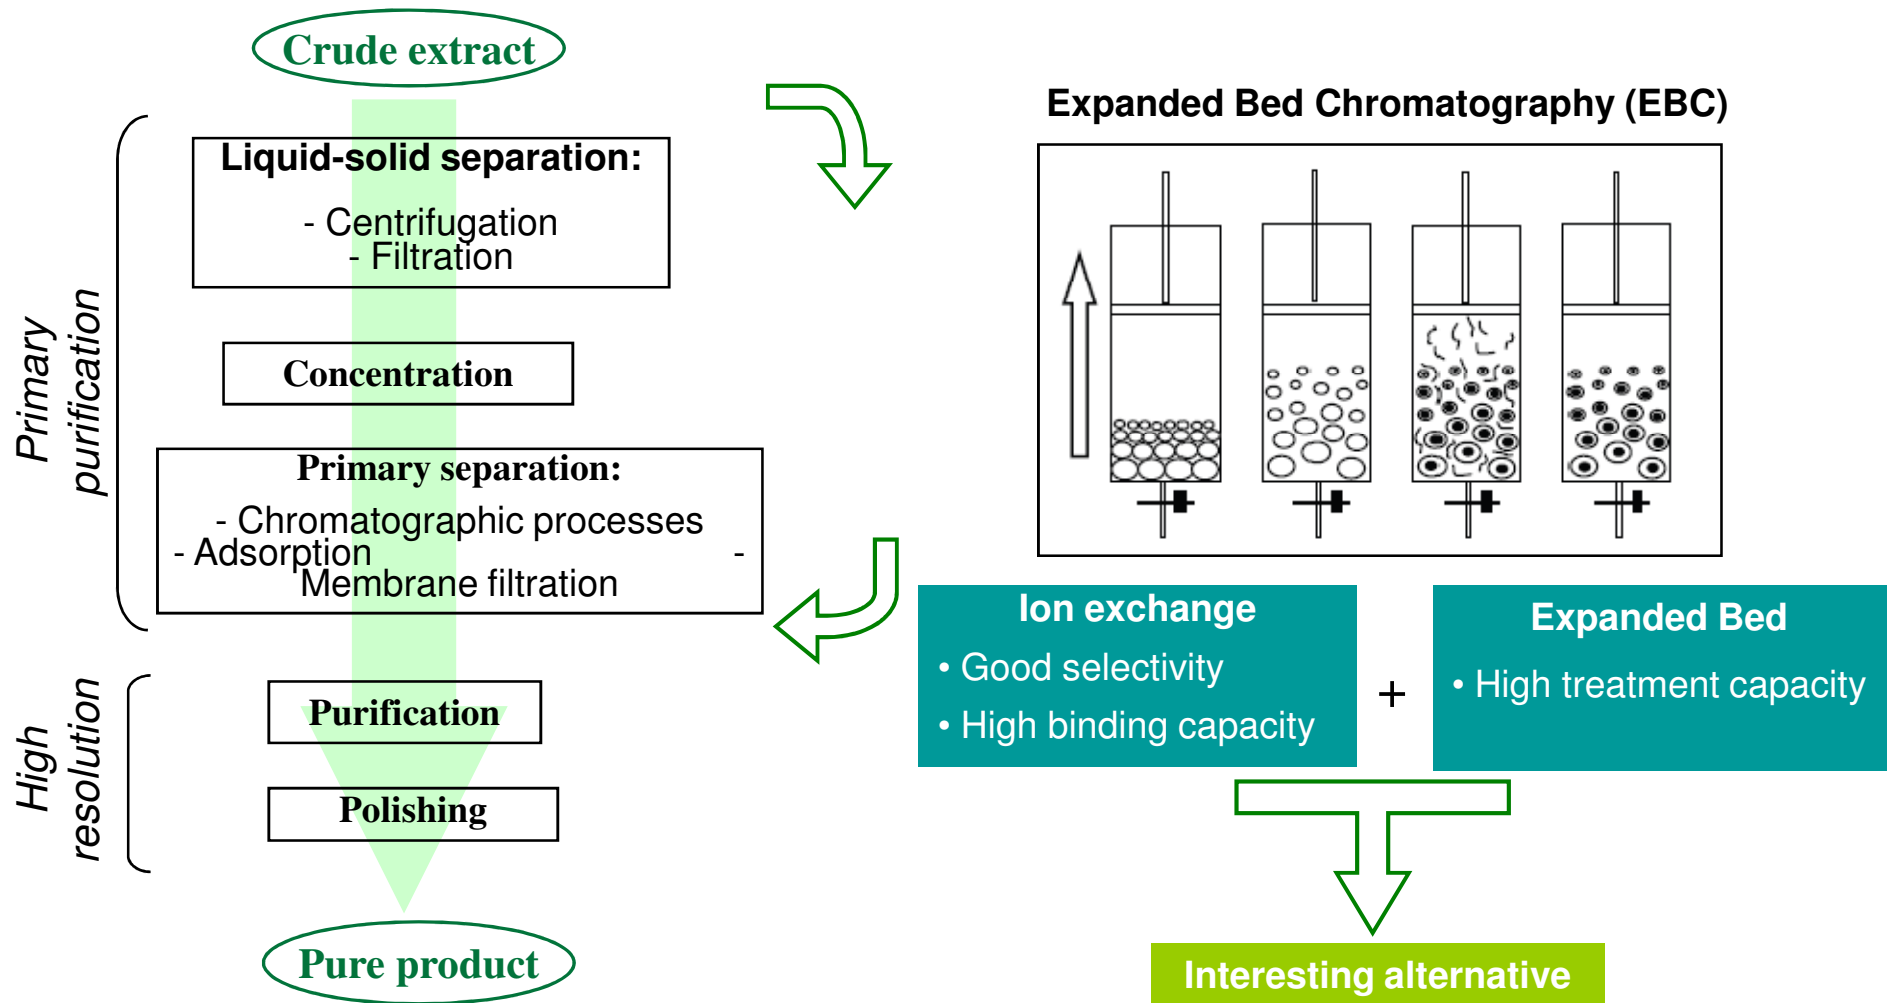 Crude extract
Primary
purification
Liquid-solid separation:
- Centrifugation
- Filtration
Concentration
Primary separation:
- Chromatographic processes
- Adsorption -
Membrane filtration
High
resolution
Purification
Polishing
Pure product
Expanded Bed Chromatography (EBC)
Ion exchange
• Good selectivity
• High binding capacity
+
Expanded Bed
• High treatment capacity
Interesting alternative